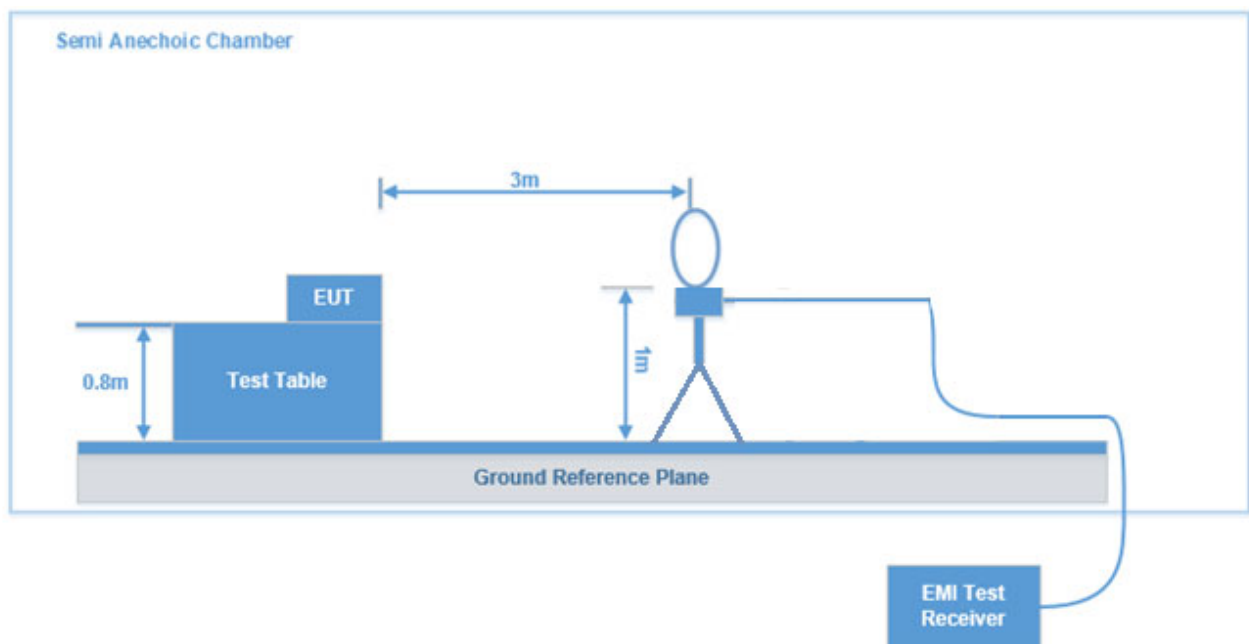 Semi Anechoic Chamber
3m
EUT
0.8m
Test Table
1m
Ground Reference Plane
EMI Test
Receiver